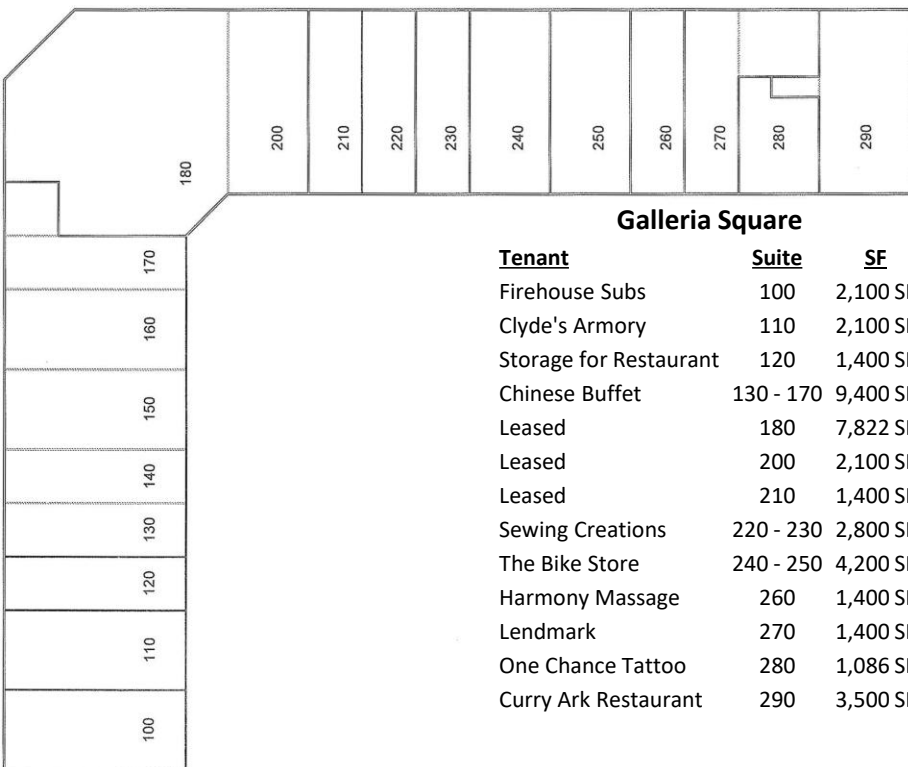 200 210 220 230 240 250 260 270 280 290
180
170
160
150
140
130
120
110
100
Galleria Square
Tenant Suite SF
Firehouse Subs 100 2,100 S
Clyde's Armory 110 2,100 S
Storage for Restaurant 120 1,400 S
Chinese Buffet 130 - 170 9,400 S
Leased 180 7,822 S
Leased 200 2,100 S
Leased 210 1,400 S
Sewing Creations 220 - 230 2,800 S
The Bike Store 240 - 250 4,200 S
Harmony Massage 260 1,400 S
Lendmark 270 1,400 S
One Chance Tattoo 280 1,086 S
Curry Ark Restaurant 290 3,500 S